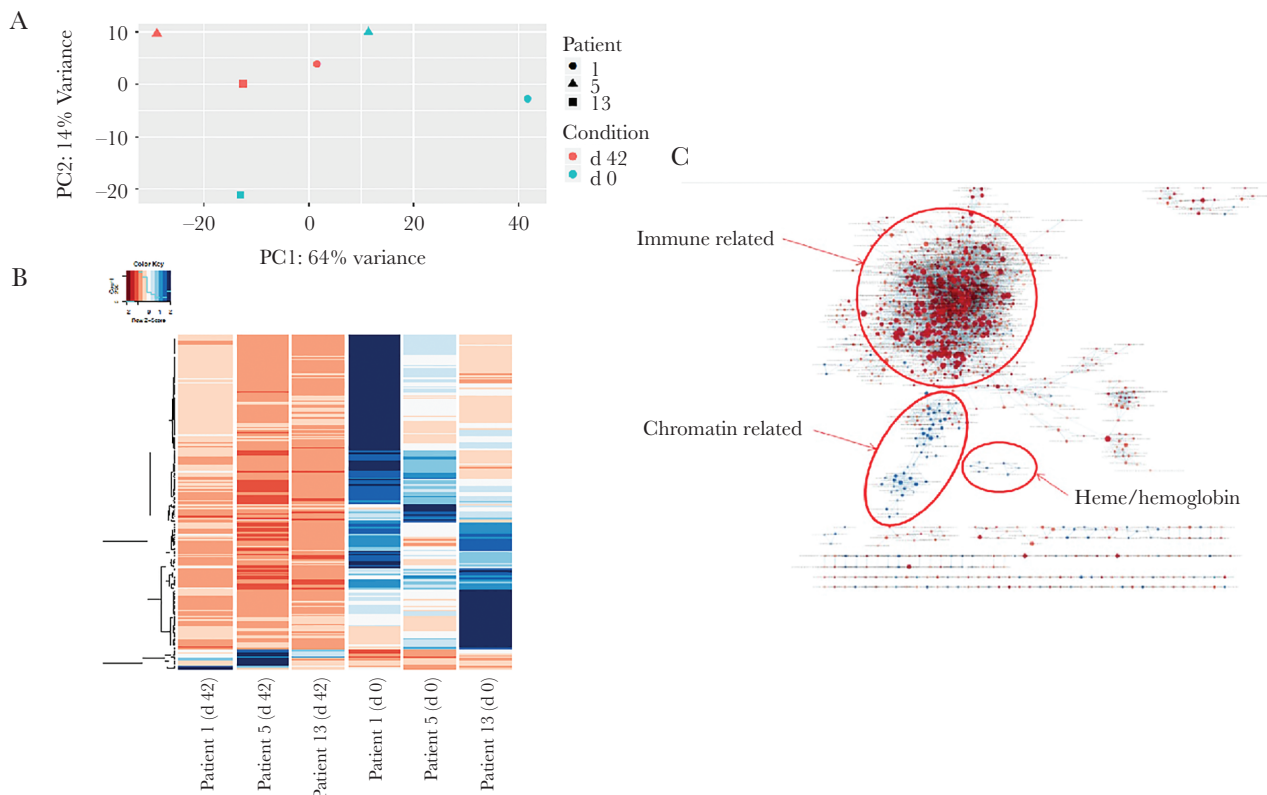 A
10
0
−10
−20
PC2: 14% Variance
−20
0
20
40
PC1: 64% variance
Patient
1
5
13
Condition
d 42
d 0
B
Color Key
Row Z-Score
Patient 1 (d 42)
Patient 5 (d 42)
Patient 13 (d 42)
Patient 1 (d 0)
Patient 5 (d 0)
Patient 13 (d 0)
C
Immune related
Chromatin related
Heme/hemoglobin